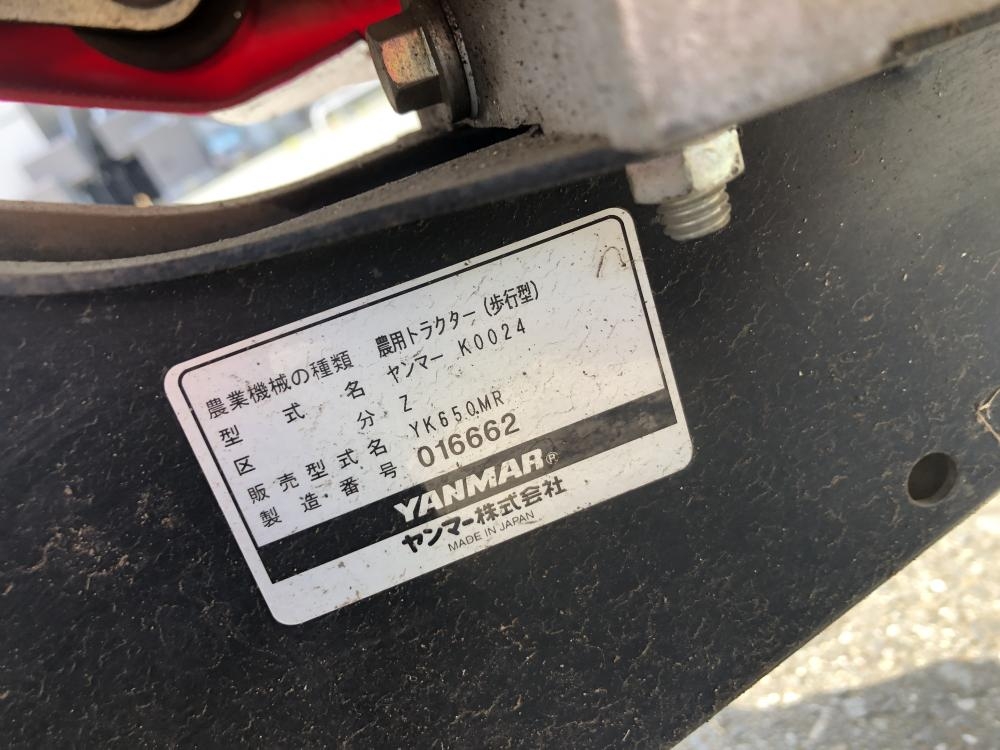 農業機械の種類 農用トラクター(歩行型)
型式名 ヤンマー K0024
区分 Z
販売型式名 YK650MR
製造番号 016662
YANMAR®
ヤンマー株式会社
MADE IN JAPAN